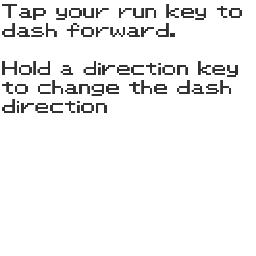 Tap your run key to
dash forward.
Hold a direction key
to change the dash
direction